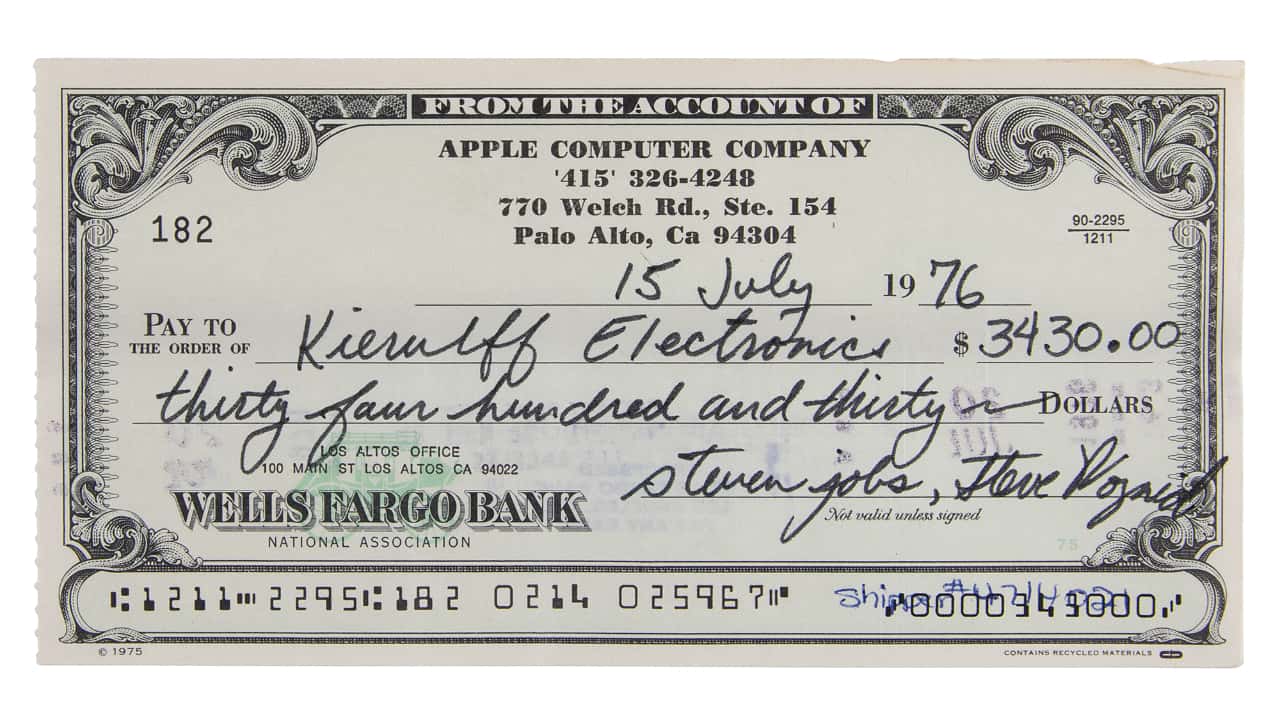 FROM THE ACCOUNT OF
APPLE COMPUTER COMPANY
'415' 326-4248
770 Welch Rd., Ste. 154
Palo Alto, Ca 94304
182
90-2295
1211
15 July 1976
PAY TO
THE ORDER OF Kierulff Electronics $ 3430.00
thirty four hundred and thirty DOLLARS
LOS ALTOS OFFICE
100 MAIN ST LOS ALTOS CA 94022
WELLS FARGO BANK
NATIONAL ASSOCIATION
steven jobs, Steve Wozniak
Not valid unless signed
75
⑆1211⑉2295⑆182 0214 025967⑈ ⑇0000343000⑇
© 1975
CONTAINS RECYCLED MATERIALS